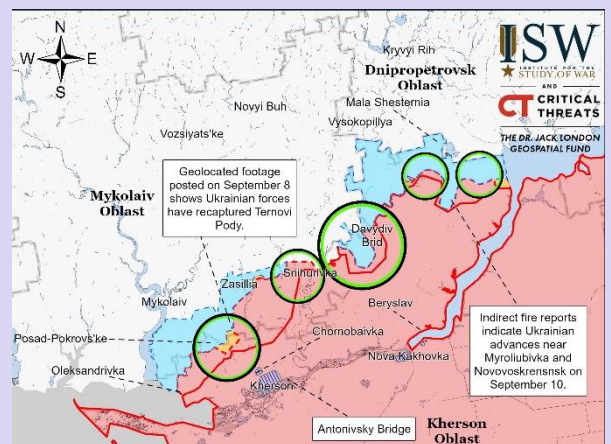 N
W
E
S
ISW
INSTITUTE FOR THE
STUDY OF WAR
AND
CT CRITICAL
THREATS
THE DR. JACK LONDON
GEOSPATIAL FUND
Kryvyi Rih
Dnipropetrovsk
Oblast
Novyi Buh
Mala Shesternia
Vysokopillya
Vozsiyats'ke
Geolocated footage
posted on September 8
shows Ukrainian forces
have recaptured Ternovi
Pody.
Mykolaiv
Oblast
Davydiv
Brid
Snihurivka
Zasillia
Mykolaiv
Beryslav
Indirect fire reports
indicate Ukrainian
advances near
Myroliubivka and
Novovoskrensnsk on
September 10.
Posad-Pokrovs'ke
Chornobaivka
Nova Kakhovka
Oleksandrivka
Kherson
Antonivsky Bridge
Kherson
Oblast